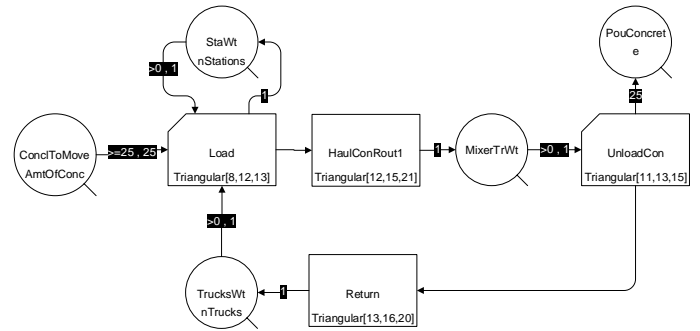 StaWt
nStations
PouConcret
e
>0 , 1
1
25
ConclToMove
AmtOfConc
>=25 , 25
Load
Triangular[8,12,13]
HaulConRout1
Triangular[12,15,21]
1
MixerTrWt
>0 , 1
UnloadCon
Triangular[11,13,15]
>0 , 1
TrucksWt
nTrucks
1
Return
Triangular[13,16,20]